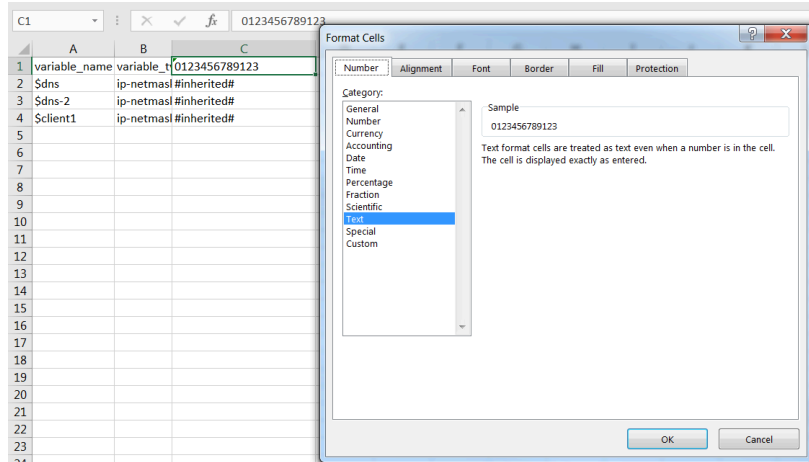 C1 fx 0123456789123
A B C
1 variable_name variable_t 0123456789123
2 $dns ip-netmasl #inherited#
3 $dns-2 ip-netmasl #inherited#
4 $client1 ip-netmasl #inherited#
5
6
7
8
9
10
11
12
13
14
15
16
17
18
19
20
21
22
23
24
Format Cells
Number Alignment Font Border Fill Protection
Category:
General
Number
Currency
Accounting
Date
Time
Percentage
Fraction
Scientific
Text
Special
Custom
Sample
0123456789123
Text format cells are treated as text even when a number is in the cell.
The cell is displayed exactly as entered.
OK Cancel